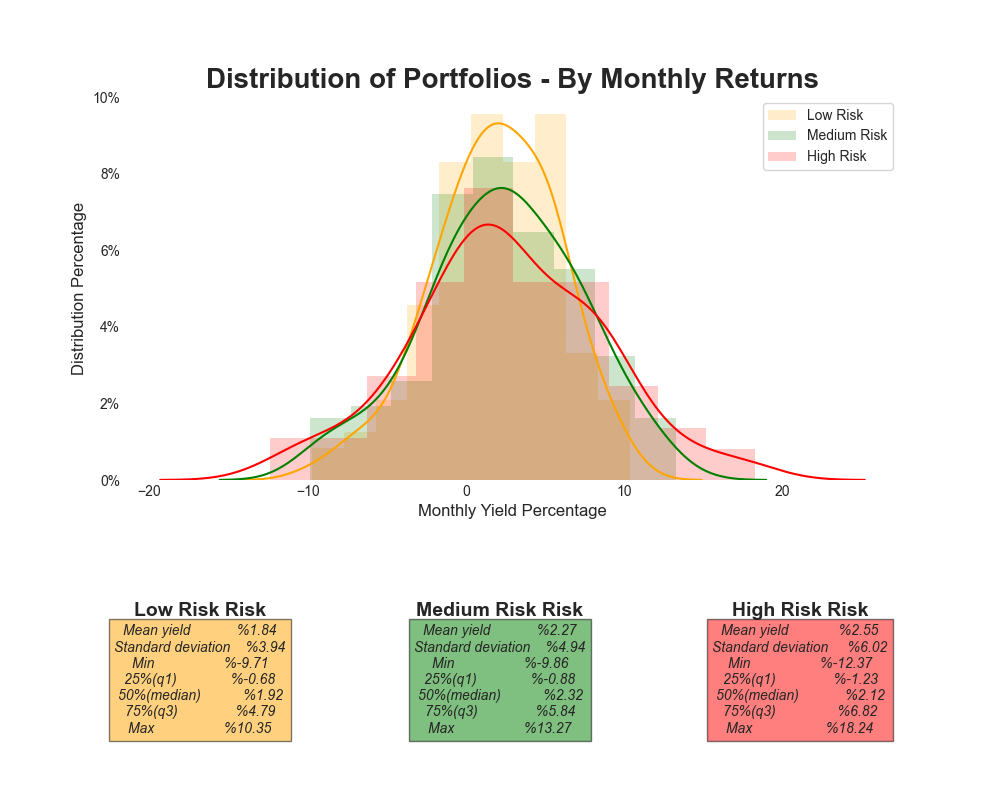 Distribution of Portfolios - By Monthly Returns
10%
8%
6%
4%
2%
0%
Distribution Percentage
Low Risk
Medium Risk
High Risk
−20
−10
0
10
20
Monthly Yield Percentage
Low Risk Risk
Mean yield %1.84
Standard deviation %3.94
Min %-9.71
25%(q1) %-0.68
50%(median) %1.92
75%(q3) %4.79
Max %10.35
Medium Risk Risk
Mean yield %2.27
Standard deviation %4.94
Min %-9.86
25%(q1) %-0.88
50%(median) %2.32
75%(q3) %5.84
Max %13.27
High Risk Risk
Mean yield %2.55
Standard deviation %6.02
Min %-12.37
25%(q1) %-1.23
50%(median) %2.12
75%(q3) %6.82
Max %18.24